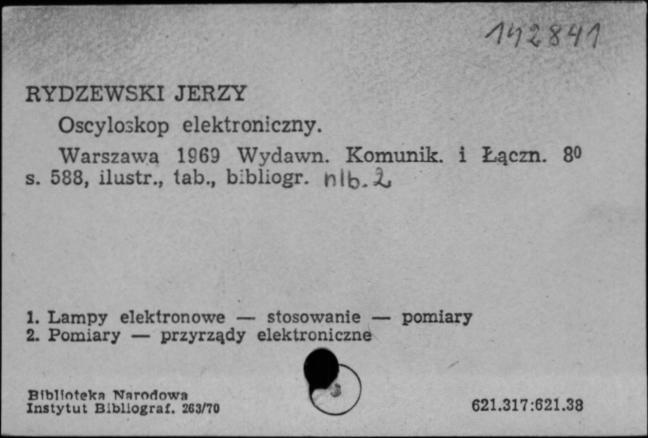 142841
RYDZEWSKI JERZY
Oscyloskop elektroniczny.
Warszawa 1969 Wydawn. Komunik. i Łączn. 8⁰
s. 588, ilustr., tab., bibliogr. nlb. 2
1. Lampy elektronowe — stosowanie — pomiary
2. Pomiary — przyrządy elektroniczne
Biblioteka Narodowa
Instytut Bibliograf. 263/70
621.317:621.38